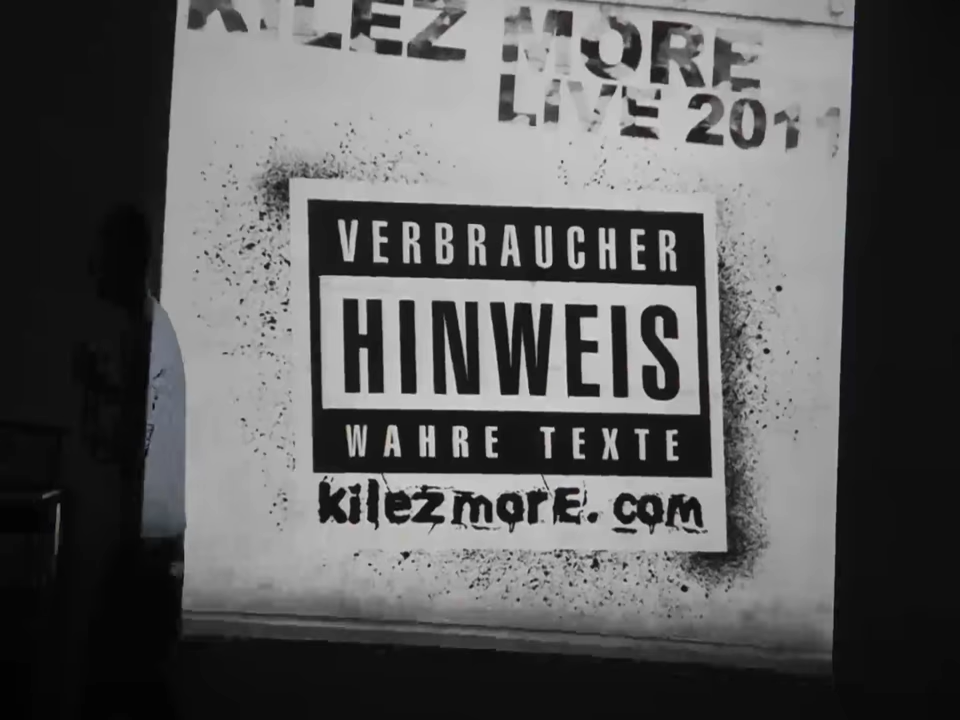 KILEZ MORE
LIVE 2011
VERBRAUCHER
HINWEIS
WAHRE TEXTE
kilezmorE.com